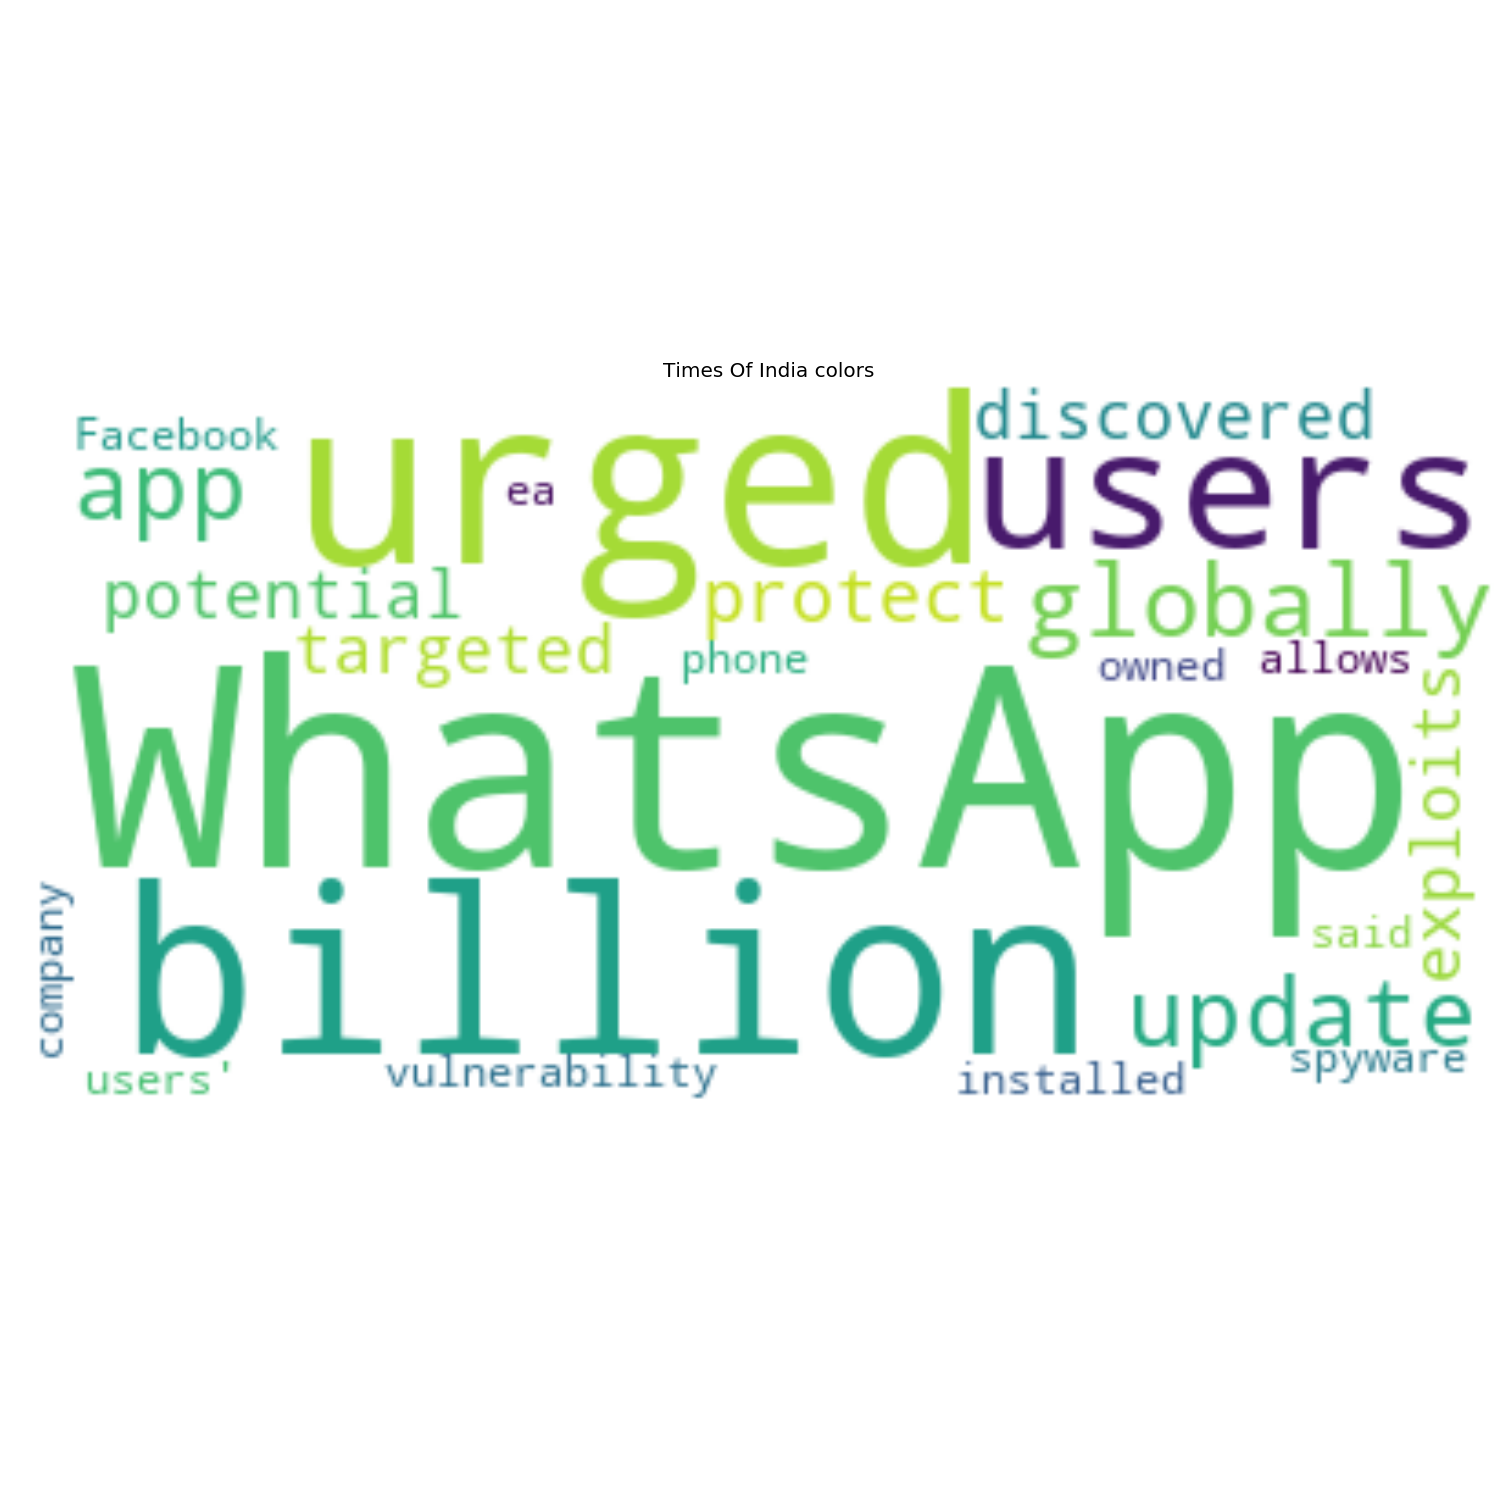 Times Of India colors
discovered
Facebook
urged
users
app
ea
potential
protect
globally
targeted
phone
owned
allows
WhatsApp
exploits
billion
company
said
update
users'
vulnerability
installed
spyware